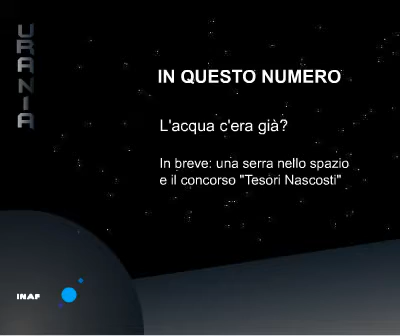 URANIA
IN QUESTO NUMERO
L'acqua c'era già?
In breve: una serra nello spazio
e il concorso "Tesori Nascosti"
INAF